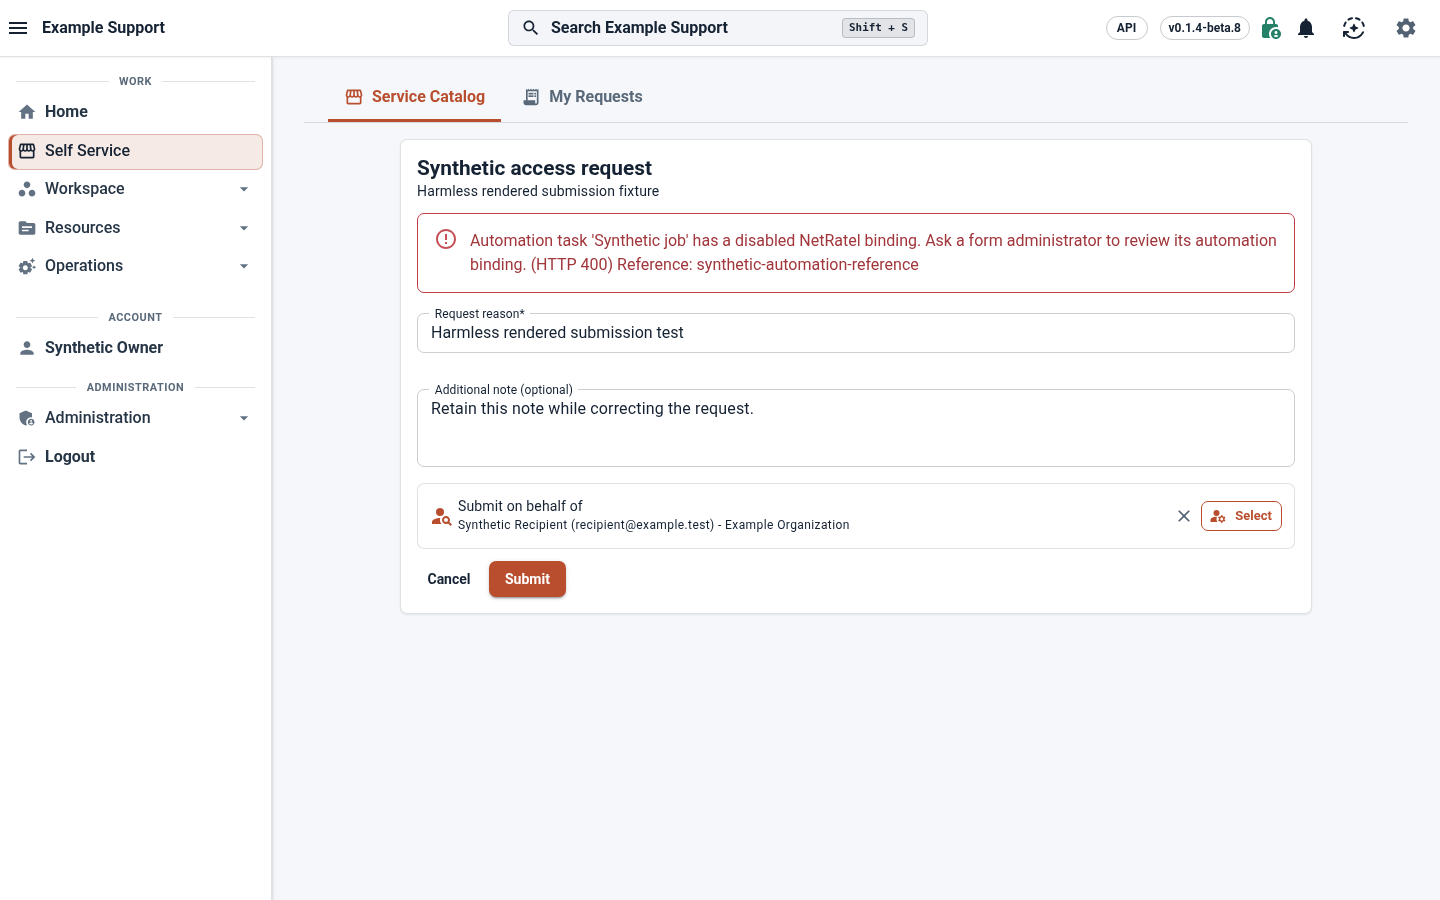 Example Support
Search Example Support
Shift + S
API
v0.1.4-beta.8
WORK
Home
Self Service
Workspace
Resources
Operations
ACCOUNT
Synthetic Owner
ADMINISTRATION
Administration
Logout
Service Catalog
My Requests
Synthetic access request
Harmless rendered submission fixture
Automation task 'Synthetic job' has a disabled NetRatel binding. Ask a form administrator to review its automation
binding. (HTTP 400) Reference: synthetic-automation-reference
Request reason*
Harmless rendered submission test
Additional note (optional)
Retain this note while correcting the request.
Submit on behalf of
Synthetic Recipient (recipient@example.test) - Example Organization
Select
Cancel
Submit